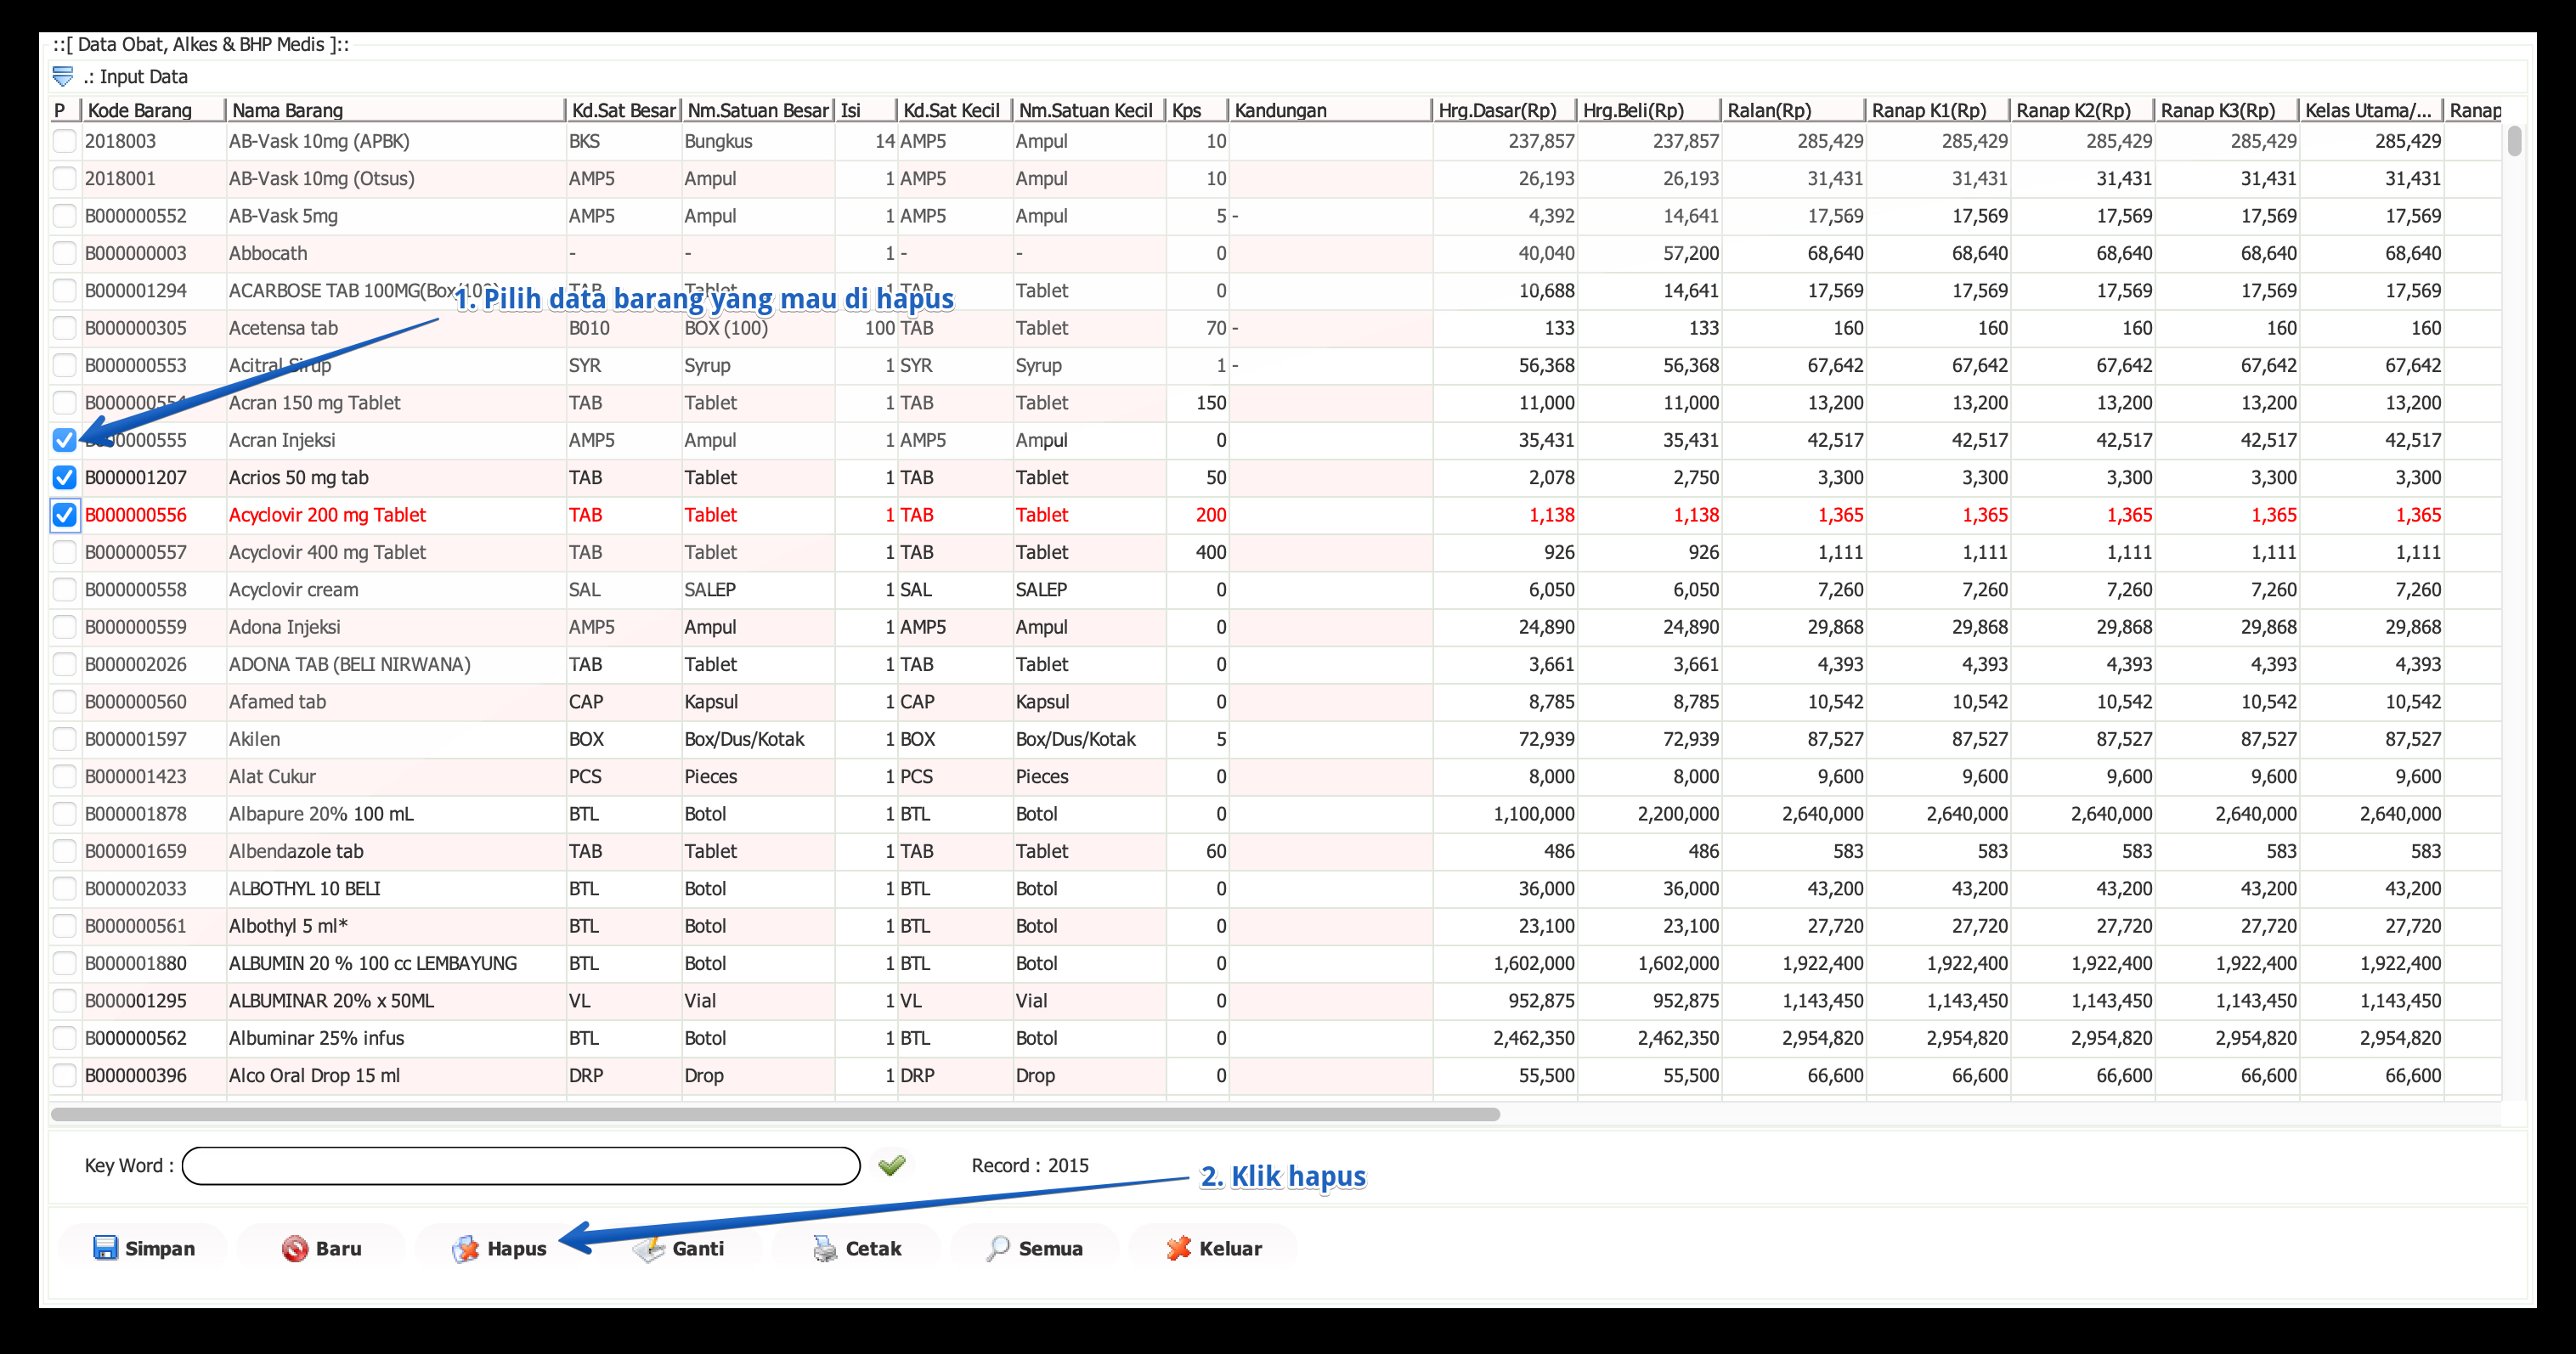 ::[ Data Obat, Alkes & BHP Medis ]::
.: Input Data
P Kode Barang Nama Barang Kd.Sat Besar Nm.Satuan Besar Isi Kd.Sat Kecil Nm.Satuan Kecil Kps Kandungan Hrg.Dasar(Rp) Hrg.Beli(Rp) Ralan(Rp) Ranap K1(Rp) Ranap K2(Rp) Ranap K3(Rp) Kelas Utama/... Ranap
2018003 AB-Vask 10mg (APBK) BKS Bungkus 14 AMP5 Ampul 10 237,857 237,857 285,429 285,429 285,429 285,429 285,429
2018001 AB-Vask 10mg (Otsus) AMP5 Ampul 1 AMP5 Ampul 10 26,193 26,193 31,431 31,431 31,431 31,431 31,431
B000000552 AB-Vask 5mg AMP5 Ampul 1 AMP5 Ampul 5 - 4,392 14,641 17,569 17,569 17,569 17,569 17,569
B000000003 Abbocath - - 1 - - 0 40,040 57,200 68,640 68,640 68,640 68,640 68,640
B000001294 ACARBOSE TAB 100MG(Box/100) TAB Tablet 1 TAB Tablet 0 10,688 14,641 17,569 17,569 17,569 17,569 17,569
1. Pilih data barang yang mau di hapus
B000000305 Acetensa tab B010 BOX (100) 100 TAB Tablet 70 - 133 133 160 160 160 160 160
B000000553 Acitral Sirup SYR Syrup 1 SYR Syrup 1 - 56,368 56,368 67,642 67,642 67,642 67,642 67,642
B000000554 Acran 150 mg Tablet TAB Tablet 1 TAB Tablet 150 11,000 11,000 13,200 13,200 13,200 13,200 13,200
B000000555 Acran Injeksi AMP5 Ampul 1 AMP5 Ampul 0 35,431 35,431 42,517 42,517 42,517 42,517 42,517
B000001207 Acrios 50 mg tab TAB Tablet 1 TAB Tablet 50 2,078 2,750 3,300 3,300 3,300 3,300 3,300
B000000556 Acyclovir 200 mg Tablet TAB Tablet 1 TAB Tablet 200 1,138 1,138 1,365 1,365 1,365 1,365 1,365
B000000557 Acyclovir 400 mg Tablet TAB Tablet 1 TAB Tablet 400 926 926 1,111 1,111 1,111 1,111 1,111
B000000558 Acyclovir cream SAL SALEP 1 SAL SALEP 0 6,050 6,050 7,260 7,260 7,260 7,260 7,260
B000000559 Adona Injeksi AMP5 Ampul 1 AMP5 Ampul 0 24,890 24,890 29,868 29,868 29,868 29,868 29,868
B000002026 ADONA TAB (BELI NIRWANA) TAB Tablet 1 TAB Tablet 0 3,661 3,661 4,393 4,393 4,393 4,393 4,393
B000000560 Afamed tab CAP Kapsul 1 CAP Kapsul 0 8,785 8,785 10,542 10,542 10,542 10,542 10,542
B000001597 Akilen BOX Box/Dus/Kotak 1 BOX Box/Dus/Kotak 5 72,939 72,939 87,527 87,527 87,527 87,527 87,527
B000001423 Alat Cukur PCS Pieces 1 PCS Pieces 0 8,000 8,000 9,600 9,600 9,600 9,600 9,600
B000001878 Albapure 20% 100 mL BTL Botol 1 BTL Botol 0 1,100,000 2,200,000 2,640,000 2,640,000 2,640,000 2,640,000 2,640,000
B000001659 Albendazole tab TAB Tablet 1 TAB Tablet 60 486 486 583 583 583 583 583
B000002033 ALBOTHYL 10 BELI BTL Botol 1 BTL Botol 0 36,000 36,000 43,200 43,200 43,200 43,200 43,200
B000000561 Albothyl 5 ml* BTL Botol 1 BTL Botol 0 23,100 23,100 27,720 27,720 27,720 27,720 27,720
B000001880 ALBUMIN 20 % 100 cc LEMBAYUNG BTL Botol 1 BTL Botol 0 1,602,000 1,602,000 1,922,400 1,922,400 1,922,400 1,922,400 1,922,400
B000001295 ALBUMINAR 20% x 50ML VL Vial 1 VL Vial 0 952,875 952,875 1,143,450 1,143,450 1,143,450 1,143,450 1,143,450
B000000562 Albuminar 25% infus BTL Botol 1 BTL Botol 0 2,462,350 2,462,350 2,954,820 2,954,820 2,954,820 2,954,820 2,954,820
B000000396 Alco Oral Drop 15 ml DRP Drop 1 DRP Drop 0 55,500 55,500 66,600 66,600 66,600 66,600 66,600
Key Word : Record : 2015
2. Klik hapus
Simpan Baru Hapus Ganti Cetak Semua Keluar